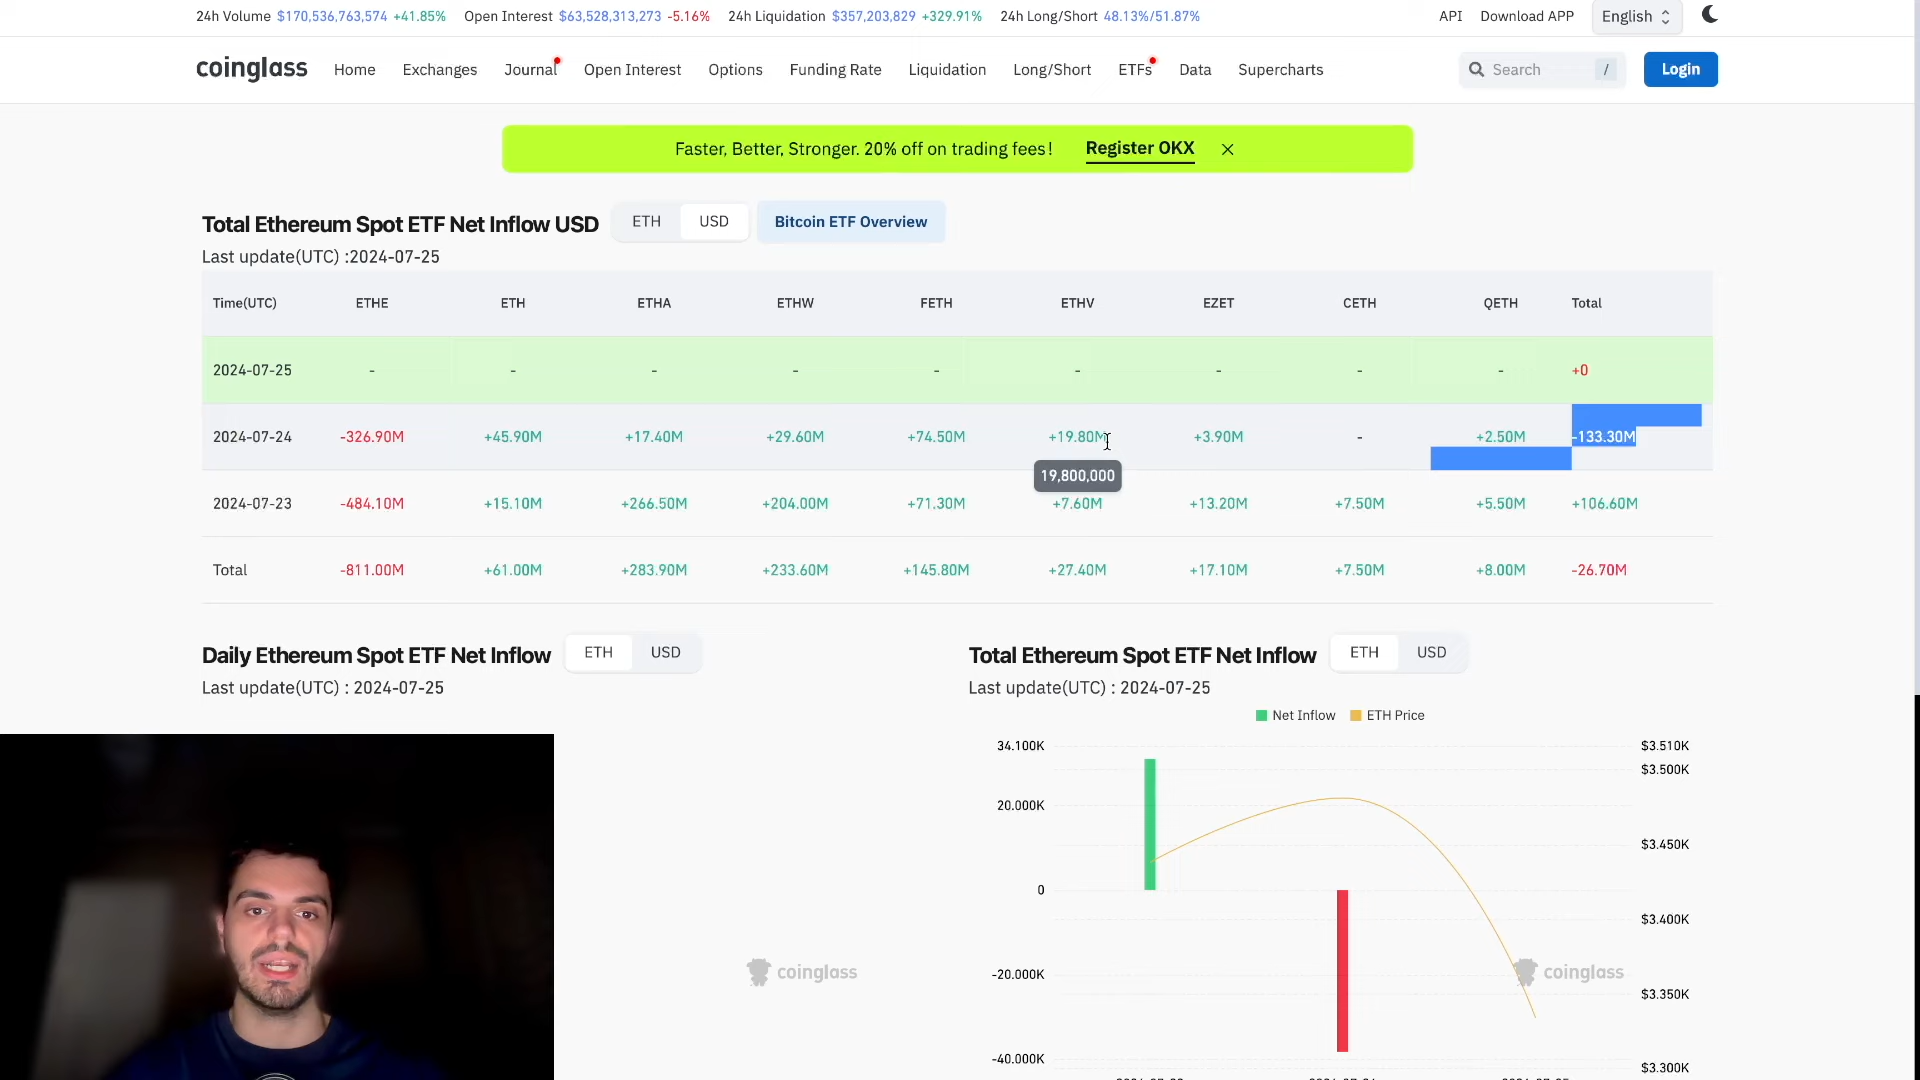 24h Volume $170,536,763,574 +41.85% Open Interest $63,528,313,273 -5.16% 24h Liquidation $357,203,829 +329.91% 24h Long/Short 48.13%/51.87% API Download APP English
coinglass Home Exchanges Journal Open Interest Options Funding Rate Liquidation Long/Short ETFs Data Supercharts Search / Login
Faster, Better, Stronger. 20% off on trading fees! Register OKX
Total Ethereum Spot ETF Net Inflow USD ETH USD Bitcoin ETF Overview
Last update(UTC) :2024-07-25
Time(UTC) ETHE ETH ETHA ETHW FETH ETHV EZET CETH QETH Total
2024-07-25 - - - - - - - - - +0
2024-07-24 -326.90M +45.90M +17.40M +29.60M +74.50M +19.80M +3.90M - +2.50M -133.30M
19,800,000
2024-07-23 -484.10M +15.10M +266.50M +204.00M +71.30M +7.60M +13.20M +7.50M +5.50M +106.60M
Total -811.00M +61.00M +283.90M +233.60M +145.80M +27.40M +17.10M +7.50M +8.00M -26.70M
Daily Ethereum Spot ETF Net Inflow ETH USD
Last update(UTC) : 2024-07-25
Total Ethereum Spot ETF Net Inflow ETH USD
Last update(UTC) : 2024-07-25
Net Inflow ETH Price
34.100K $3.510K
$3.500K
20.000K
$3.450K
0
$3.400K
coinglass
coinglass
-20.000K
$3.350K
-40.000K
$3.300K